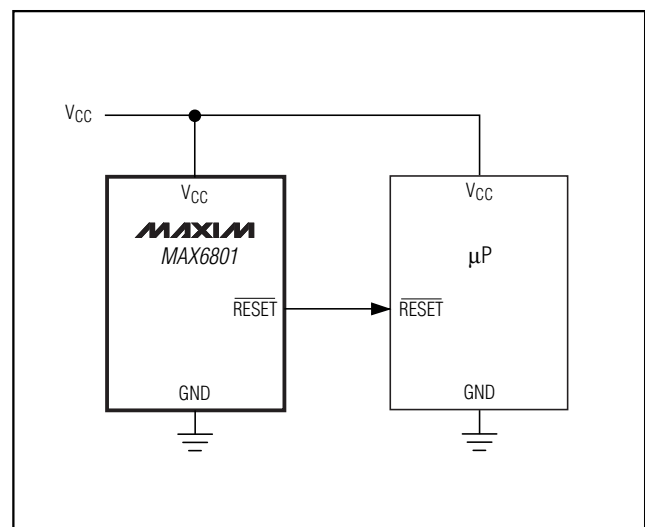 VCC
VCC
MAXIM
MAX6801
RESET
GND
VCC
µP
RESET
GND